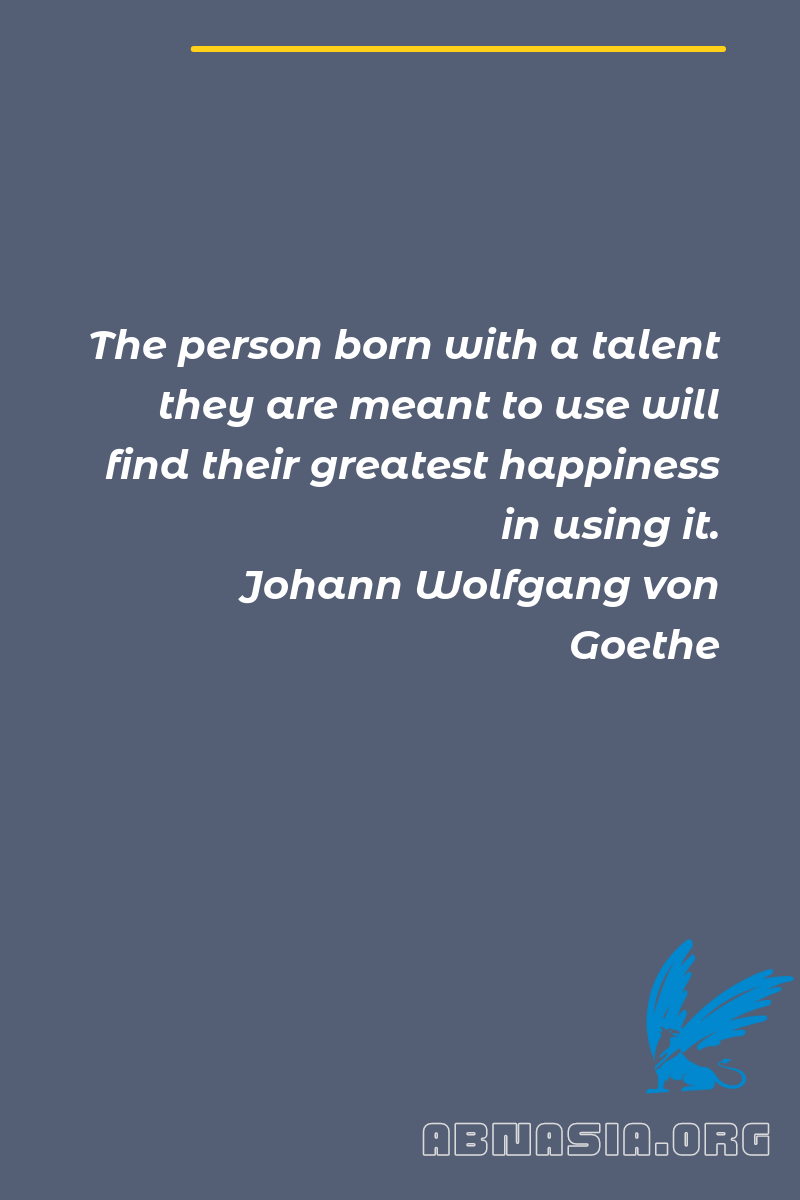 The person born with a talent
they are meant to use will
find their greatest happiness
in using it.
Johann Wolfgang von
Goethe
ABNASIA.ORG